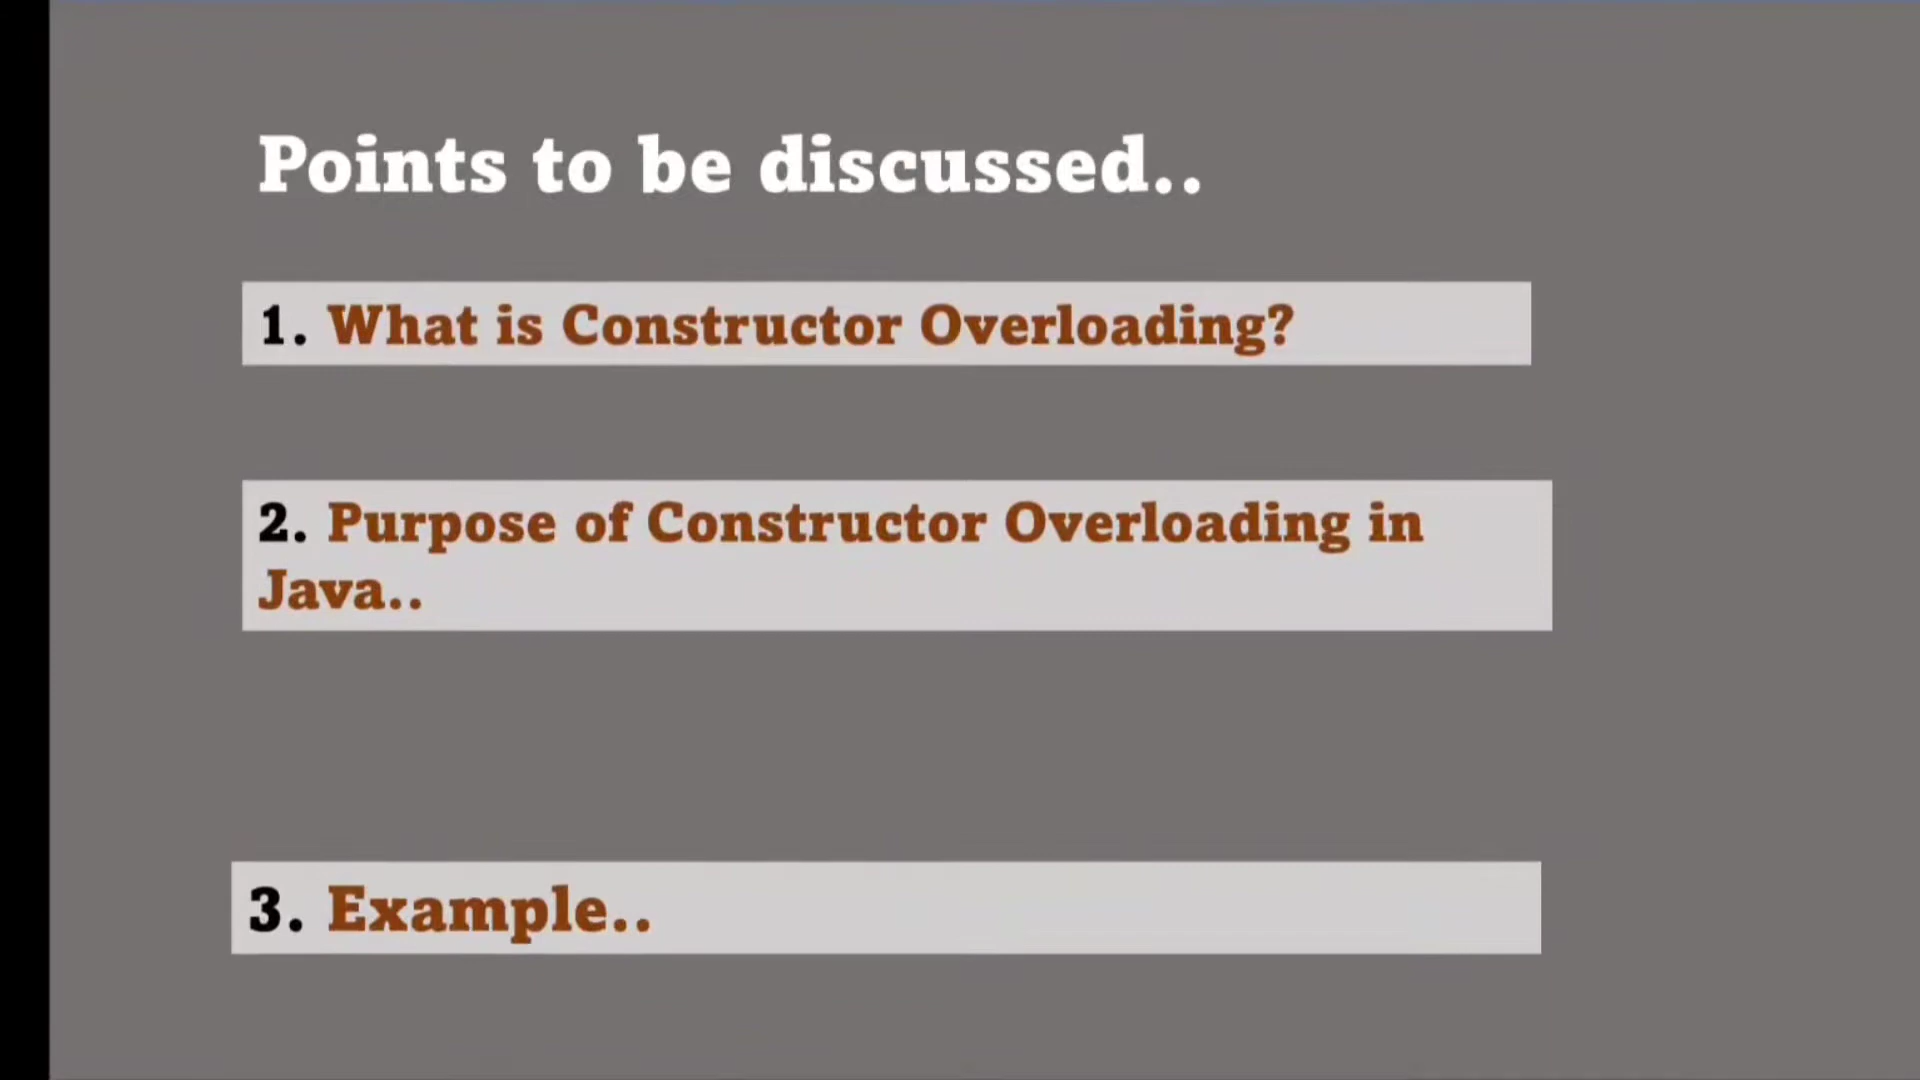 Points to be discussed..
1. What is Constructor Overloading?
2. Purpose of Constructor Overloading in
Java..
3. Example..